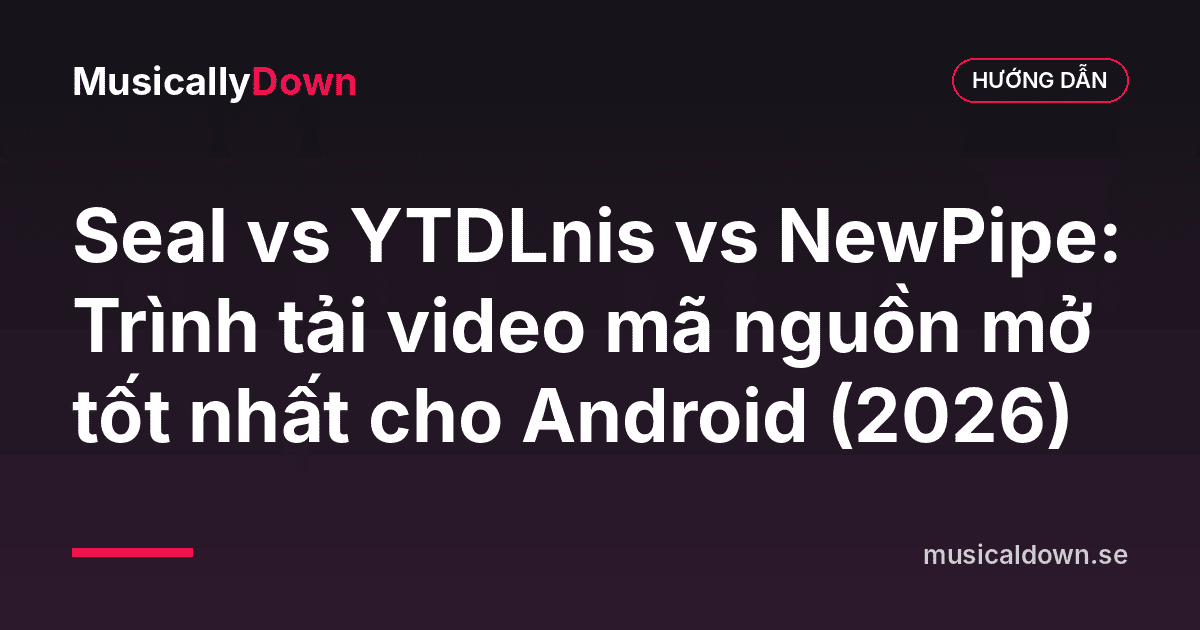 MusicallyDown
HƯỚNG DẪN
Seal vs YTDLnis vs NewPipe:
Trình tải video mã nguồn mở
tốt nhất cho Android (2026)
musicaldown.se